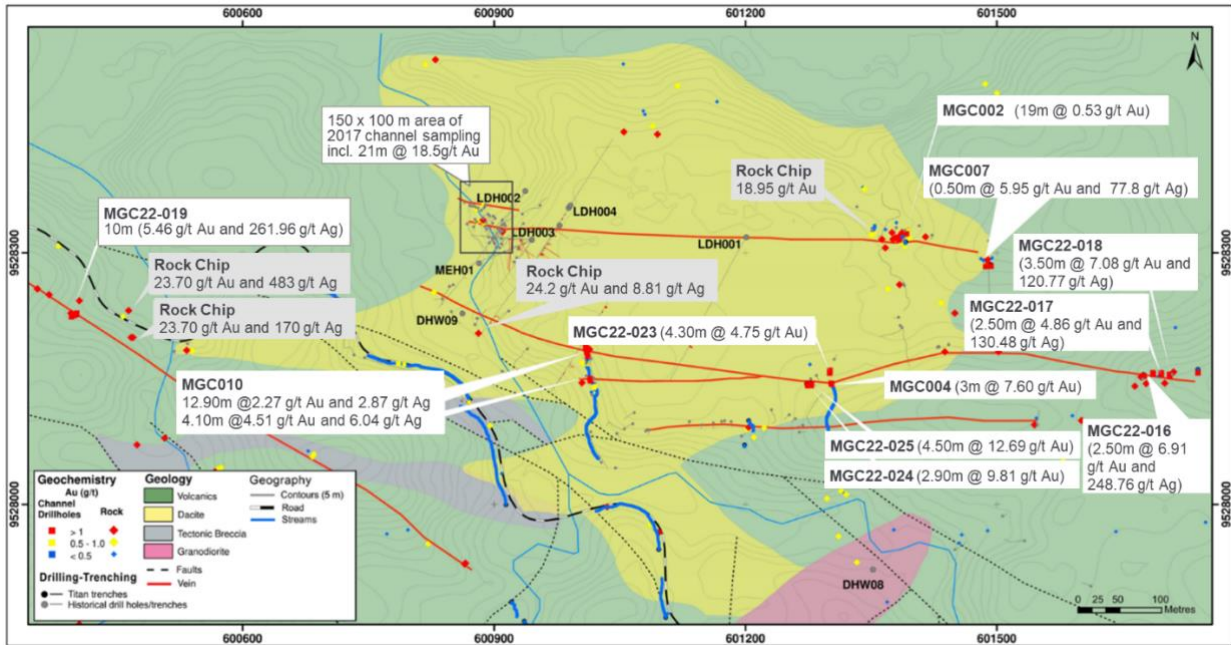 600600 600900 601200 601500
N
150 x 100 m area of
2017 channel sampling
incl. 21m @ 18.5g/t Au
MGC002 (19m @ 0.53 g/t Au)
MGC007
(0.50m @ 5.95 g/t Au and 77.8 g/t Ag)
Rock Chip
18.95 g/t Au
LDH002
LDH004
LDH003
LDH001
MGC22-019
10m (5.46 g/t Au and 261.96 g/t Ag)
9528300
9528300
MGC22-018
(3.50m @ 7.08 g/t Au and
120.77 g/t Ag)
MEH01
Rock Chip
23.70 g/t Au and 483 g/t Ag
Rock Chip
24.2 g/t Au and 8.81 g/t Ag
Rock Chip
23.70 g/t Au and 170 g/t Ag
DHW09
MGC22-017
(2.50m @ 4.86 g/t Au and
130.48 g/t Ag)
MGC22-023 (4.30m @ 4.75 g/t Au)
MGC010
12.90m @2.27 g/t Au and 2.87 g/t Ag
4.10m @4.51 g/t Au and 6.04 g/t Ag
MGC004 (3m @ 7.60 g/t Au)
MGC22-025 (4.50m @ 12.69 g/t Au)
MGC22-024 (2.90m @ 9.81 g/t Au)
MGC22-016
(2.50m @ 6.91
g/t Au and
248.76 g/t Ag)
9528000
9528000
Geochemistry
Au (g/t)
Channel
Drillholes
Rock
> 1
0.5 - 1.0
< 0.5
Drilling-Trenching
Titan trenches
Historical drill holes/trenches
Geology
Volcanics
Dacite
Tectonic Breccia
Granodiorite
Faults
Vein
Geography
Contours (5 m)
Road
Streams
DHW08
0 25 50 100
Metres
600600 600900 601200 601500